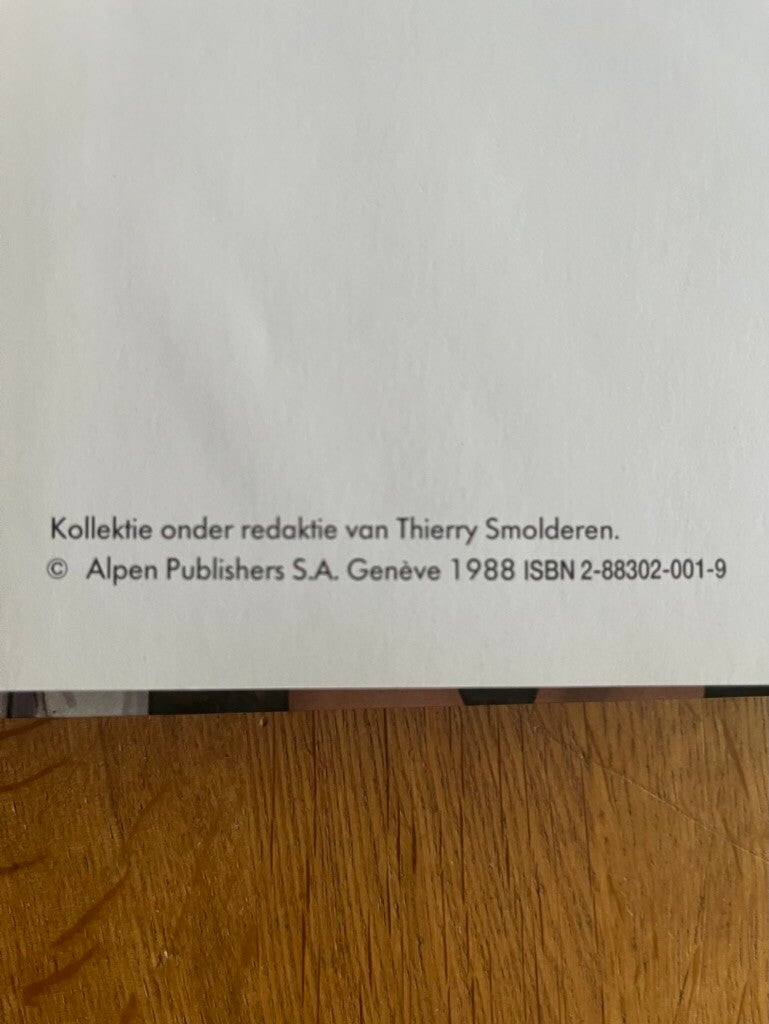 Kollektie onder redaktie van Thierry Smolderen.
© Alpen Publishers S.A. Genève 1988 ISBN 2-88302-001-9